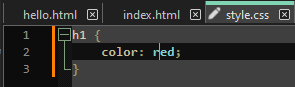 hello.html index.html style.css
1 h1 {
2 color: red;
3 }